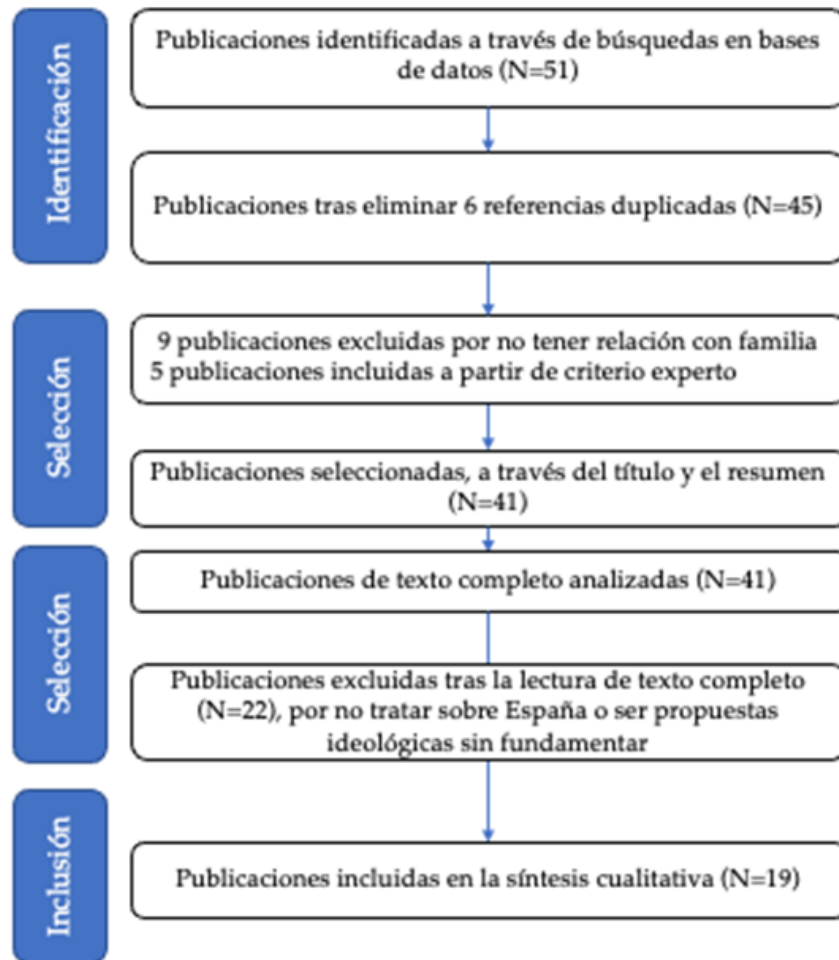 Identificación
Publicaciones identificadas a través de búsquedas en bases
de datos (N=51)
Publicaciones tras eliminar 6 referencias duplicadas (N=45)
Selección
9 publicaciones excluidas por no tener relación con familia
5 publicaciones incluidas a partir de criterio experto
Publicaciones seleccionadas, a través del título y el resumen
(N=41)
Selección
Publicaciones de texto completo analizadas (N=41)
Publicaciones excluidas tras la lectura de texto completo
(N=22), por no tratar sobre España o ser propuestas
ideológicas sin fundamentar
Inclusión
Publicaciones incluidas en la síntesis cualitativa (N=19)